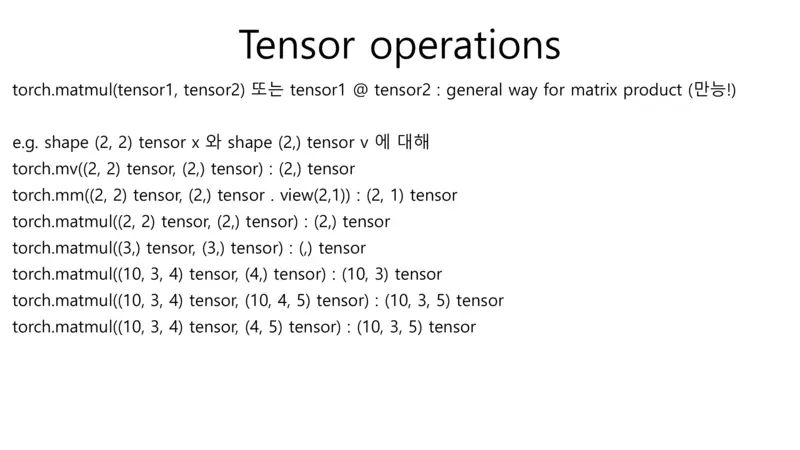 Tensor operations
torch.matmul(tensor1, tensor2) 또는 tensor1 @ tensor2 : general way for matrix product (만능!)
e.g. shape (2, 2) tensor x 와 shape (2,) tensor v 에 대해
torch.mv((2, 2) tensor, (2,) tensor) : (2,) tensor
torch.mm((2, 2) tensor, (2,) tensor . view(2,1)) : (2, 1) tensor
torch.matmul((2, 2) tensor, (2,) tensor) : (2,) tensor
torch.matmul((3,) tensor, (3,) tensor) : (,) tensor
torch.matmul((10, 3, 4) tensor, (4,) tensor) : (10, 3) tensor
torch.matmul((10, 3, 4) tensor, (10, 4, 5) tensor) : (10, 3, 5) tensor
torch.matmul((10, 3, 4) tensor, (4, 5) tensor) : (10, 3, 5) tensor